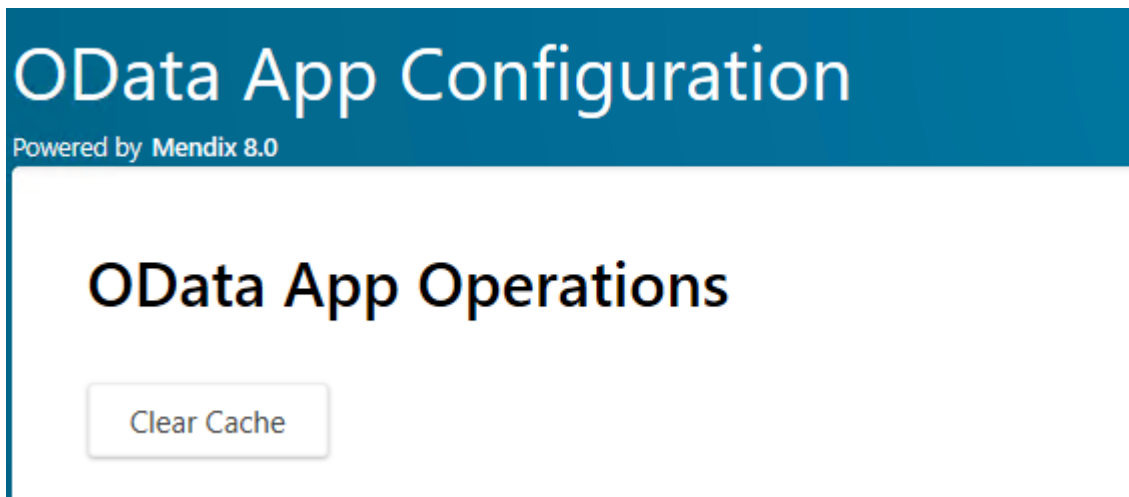 OData App Configuration
Powered by Mendix 8.0
OData App Operations
Clear Cache